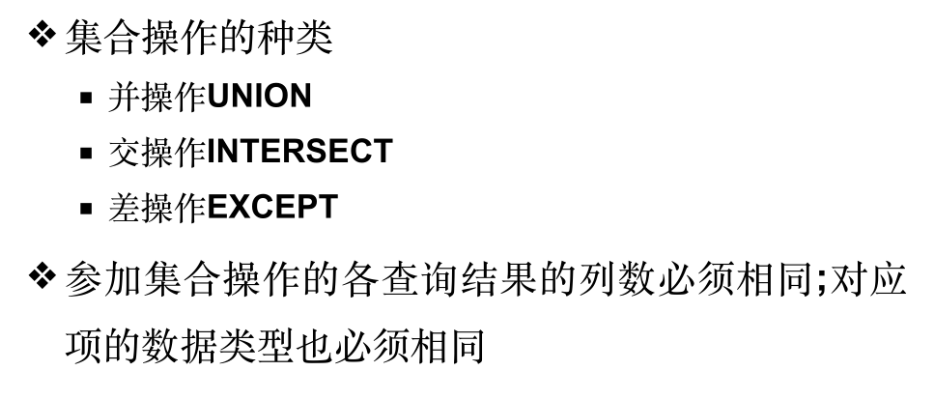 ❖集合操作的种类
▪ 并操作UNION
▪ 交操作INTERSECT
▪ 差操作EXCEPT
❖参加集合操作的各查询结果的列数必须相同;对应
项的数据类型也必须相同